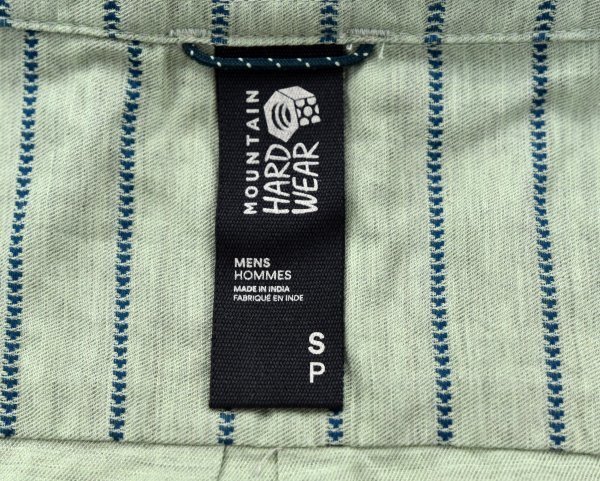 MOUNTAIN
HARD
WEAR
MENS
HOMMES
MADE IN INDIA
FABRIQUÉ EN INDE
S
P